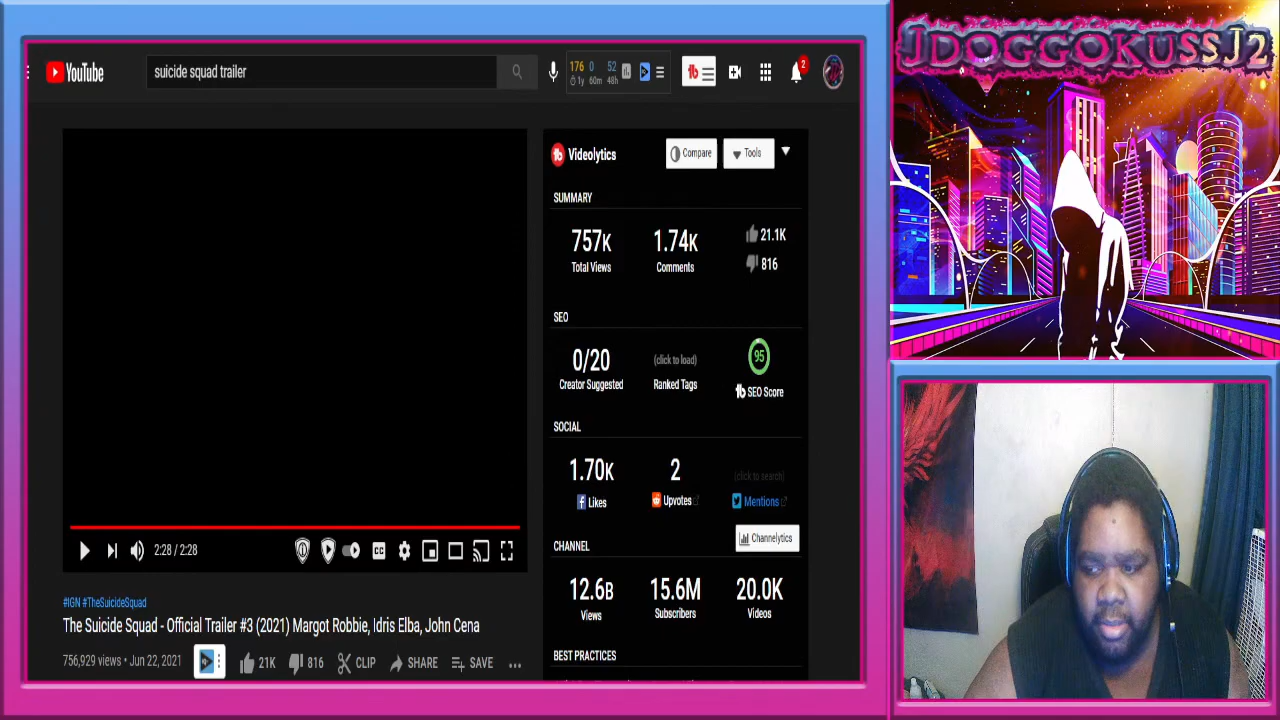 JDOGGOKUSSJ2
YouTube
suicide squad trailer
176 0 52
1y 60m 48h
2
Videolytics
Compare
Tools
SUMMARY
757K
1.74K
21.1K
Total Views
Comments
816
SEO
0/20
(click to load)
95
Creator Suggested
Ranked Tags
SEO Score
SOCIAL
1.70K
2
(click to search)
Likes
Upvotes
Mentions
CHANNEL
Channelytics
12.6B
15.6M
20.0K
Views
Subscribers
Videos
BEST PRACTICES
2:28 / 2:28
CC
#IGN #TheSuicideSquad
The Suicide Squad - Official Trailer #3 (2021) Margot Robbie, Idris Elba, John Cena
756,929 views • Jun 22, 2021
21K
816
CLIP
SHARE
SAVE